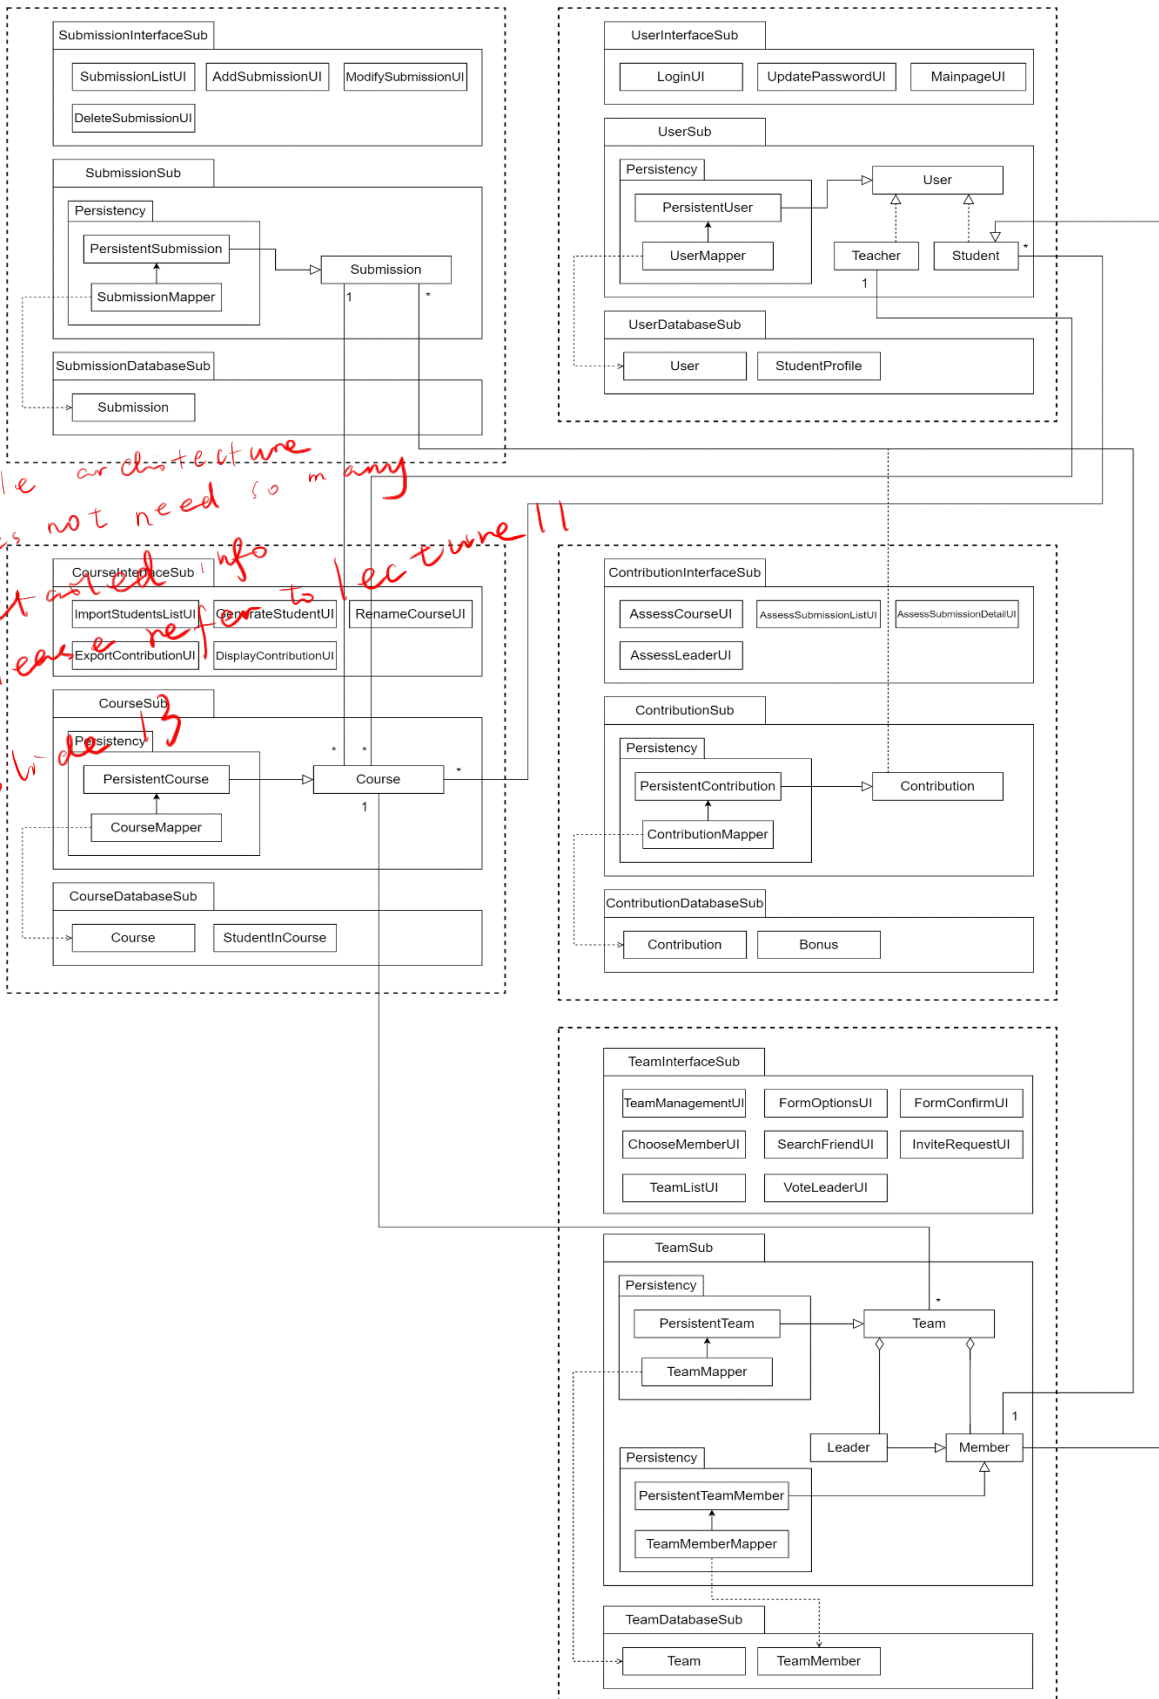 SubmissionInterfaceSub
SubmissionListUI AddSubmissionUI ModifySubmissionUI
DeleteSubmissionUI
SubmissionSub
Persistency
PersistentSubmission
Submission
SubmissionMapper
1 *
SubmissionDatabaseSub
Submission
UserInterfaceSub
LoginUI UpdatePasswordUI MainpageUI
UserSub
Persistency
User
PersistentUser
UserMapper
Teacher Student *
1
UserDatabaseSub
User StudentProfile
architecture
not need so many
info
please refer to lecture 11
slide 13
CourseInterfaceSub
ImportStudentsListUI GenerateStudentUI RenameCourseUI
ExportContributionUI DisplayContributionUI
CourseSub
Persistency
* *
PersistentCourse
Course *
1
CourseMapper
CourseDatabaseSub
Course StudentInCourse
ContributionInterfaceSub
AssessCourseUI AssessSubmissionListUI AssessSubmissionDetailUI
AssessLeaderUI
ContributionSub
Persistency
PersistentContribution
Contribution
ContributionMapper
ContributionDatabaseSub
Contribution Bonus
TeamInterfaceSub
TeamManagementUI FormOptionsUI FormConfirmUI
ChooseMemberUI SearchFriendUI InviteRequestUI
TeamListUI VoteLeaderUI
TeamSub
Persistency
*
PersistentTeam
Team
TeamMapper
1
Leader Member
Persistency
PersistentTeamMember
TeamMemberMapper
TeamDatabaseSub
Team TeamMember